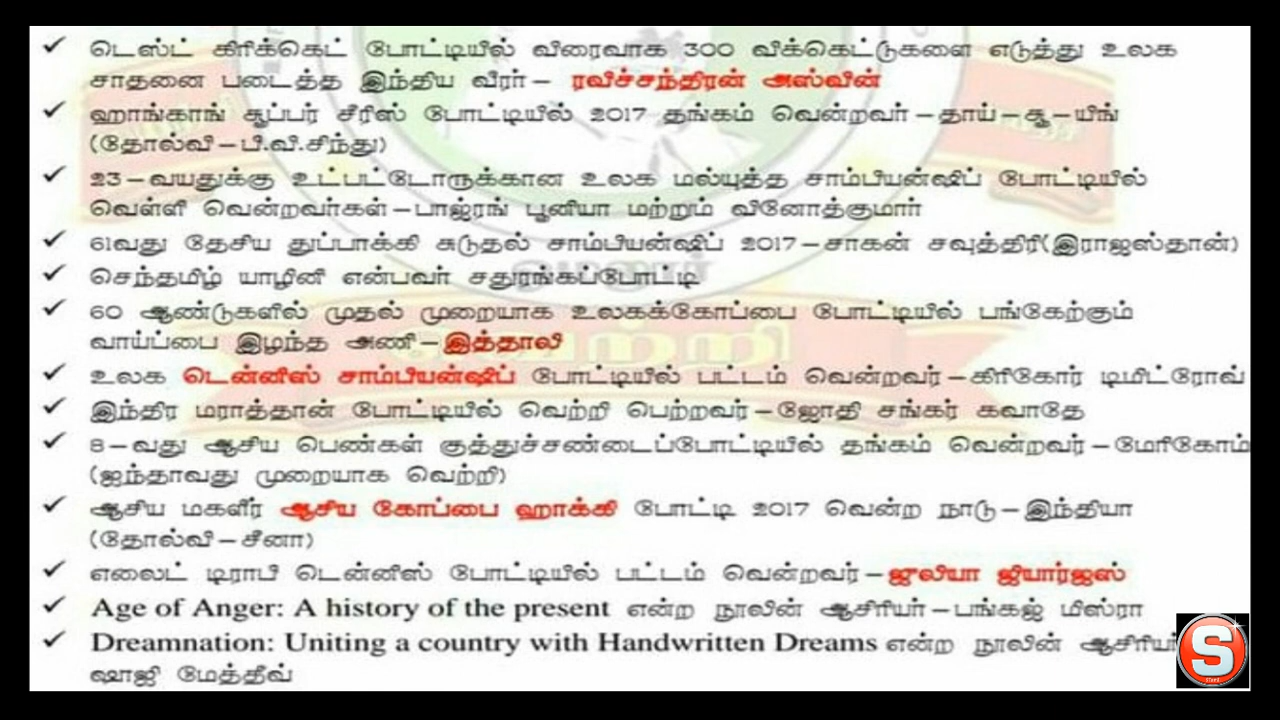 ✓ டெஸ்ட் கிரிக்கெட் போட்டியில் விரைவாக 300 விக்கெட்டுகளை எடுத்து உலக
சாதனை படைத்த இந்திய வீரர்– ரவிச்சந்திரன் அஸ்வின்
✓ ஹாங்காங் சூப்பர் சீரிஸ் போட்டியில் 2017 தங்கம் வென்றவர்–தாய்–சூ–யிங்
(தோல்வி–பி.வி.சிந்து)
✓ 23–வயதுக்கு உட்பட்டோருக்கான உலக மல்யுத்த சாம்பியன்ஷிப் போட்டியில்
வெள்ளி வென்றவர்கள்–பாஜ்ரங் பூனியா மற்றும் வினோத்குமார்
✓ 61வது தேசிய துப்பாக்கி சுடுதல் சாம்பியன்ஷிப் 2017–சாகன் சவுத்திரி(இராஜஸ்தான்)
✓ செந்தமிழ் யாழினி என்பவர் சதுரங்கப்போட்டி
✓ 60 ஆண்டுகளில் முதல் முறையாக உலகக்கோப்பை போட்டியில் பங்கேற்கும்
வாய்ப்பை இழந்த அணி–இத்தாலி
✓ உலக டென்னிஸ் சாம்பியன்ஷிப் போட்டியில் பட்டம் வென்றவர்–கிரிகோர் டிமிட்ரோவ்
✓ இந்திர மராத்தான் போட்டியில் வெற்றி பெற்றவர்–ஜோதி சங்கர் கவாதே
✓ 8–வது ஆசிய பெண்கள் குத்துச்சண்டைப்போட்டியில் தங்கம் வென்றவர்–மேரிகோம்
(ஐந்தாவது முறையாக வெற்றி)
✓ ஆசிய மகளிர் ஆசிய கோப்பை ஹாக்கி போட்டி 2017 வென்ற நாடு–இந்தியா
(தோல்வி–சீனா)
✓ எலைட் டிராபி டென்னிஸ் போட்டியில் பட்டம் வென்றவர்–ஜுலியா ஜியார்ஜஸ்
✓ Age of Anger: A history of the present என்ற நூலின் ஆசிரியர்–பங்கஜ் மிஸ்ரா
✓ Dreamnation: Uniting a country with Handwritten Dreams என்ற நூலின் ஆசிரியர்
ஷாஜி மேத்தீவ்
வெற்றி
S